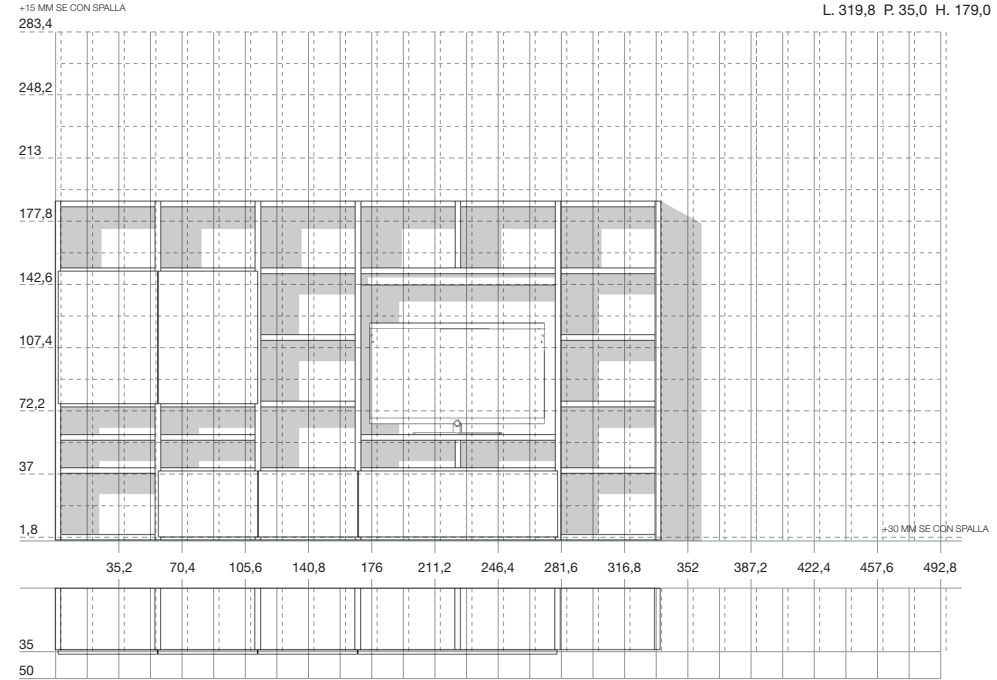 +15 MM SE CON SPALLA
L. 319,8 P. 35,0 H. 179,0
283,4
248,2
213
177,8
142,6
107,4
72,2
37
1,8
+30 MM SE CON SPALLA
35,2 70,4 105,6 140,8 176 211,2 246,4 281,6 316,8 352 387,2 422,4 457,6 492,8
35
50